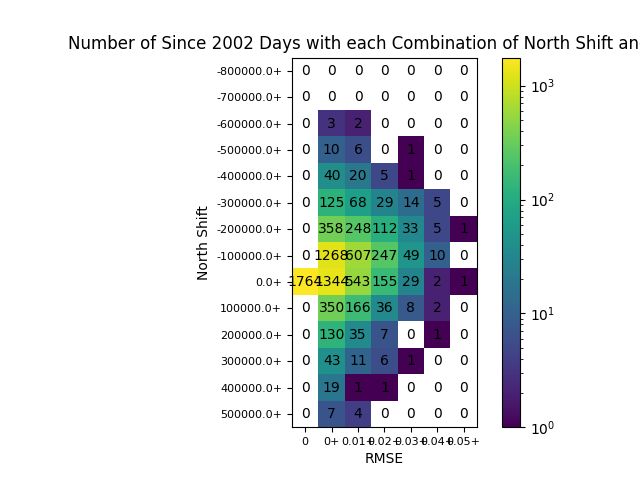 Number of Since 2002 Days with each Combination of North Shift an
North Shift
-800000.0+ 0 0 0 0 0 0 0
-700000.0+ 0 0 0 0 0 0 0
-600000.0+ 0 3 2 0 0 0 0
-500000.0+ 0 10 6 0 1 0 0
-400000.0+ 0 40 20 5 1 0 0
-300000.0+ 0 125 68 29 14 5 0
-200000.0+ 0 358 248 112 33 5 1
-100000.0+ 0 1268 607 247 49 10 0
0.0+ 1764 1344 543 155 29 2 1
100000.0+ 0 350 166 36 8 2 0
200000.0+ 0 130 35 7 0 1 0
300000.0+ 0 43 11 6 1 0 0
400000.0+ 0 19 1 1 0 0 0
500000.0+ 0 7 4 0 0 0 0
0 0+ 0.01+ 0.02+ 0.03+ 0.04+ 0.05+
RMSE
10³
10²
10¹
10⁰